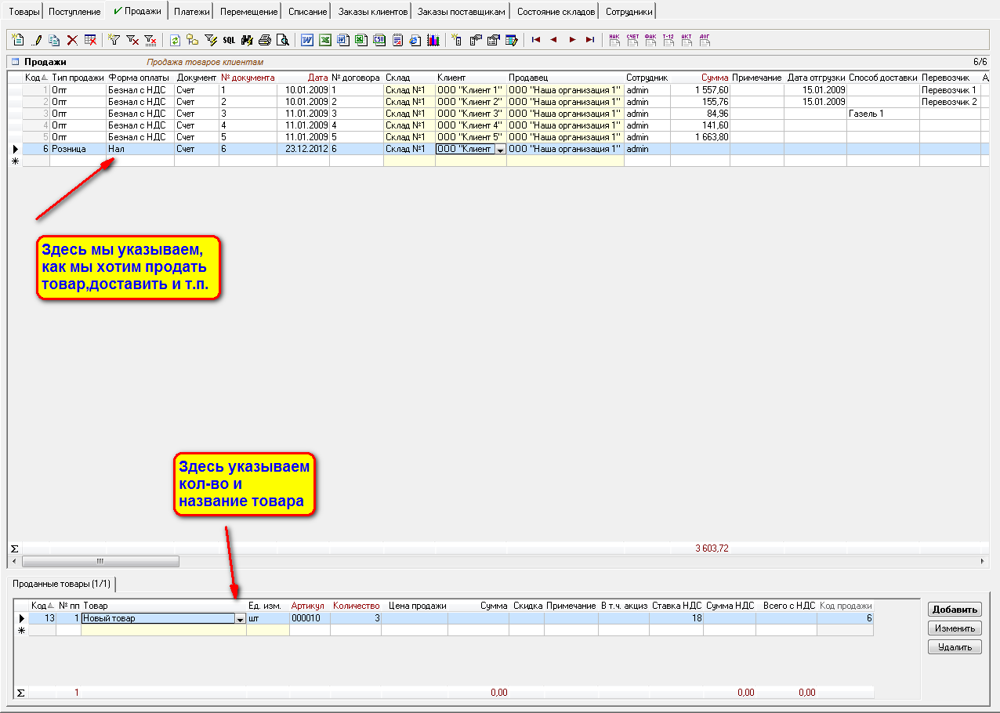 Товары Поступление Продажи Платежи Перемещение Списание Заказы клиентов Заказы поставщикам Состояние складов Сотрудники
SQL CSV НАК СЧЕТ ФАК Т-12 АКТ ДОГ
Продажи Продажа товаров клиентам 6/6
Код Тип продажи Форма оплаты Документ № документа Дата № договора Склад Клиент Продавец Сотрудник Сумма Примечание Дата отгрузки Способ доставки Перевозчик
1 Опт Безнал с НДС Счет 1 10.01.2009 1 Склад №1 ООО "Клиент 1" ООО "Наша организация 1" admin 1 557,60 15.01.2009 Перевозчик 1
2 Опт Безнал с НДС Счет 2 10.01.2009 2 Склад №1 ООО "Клиент 2" ООО "Наша организация 1" admin 155,76 15.01.2009 Перевозчик 2
3 Опт Безнал с НДС Счет 3 11.01.2009 3 Склад №1 ООО "Клиент 3" ООО "Наша организация 1" admin 84,96 Газель 1
4 Опт Безнал с НДС Счет 4 11.01.2009 4 Склад №1 ООО "Клиент 4" ООО "Наша организация 1" admin 141,60
5 Опт Безнал с НДС Счет 5 11.01.2009 5 Склад №1 ООО "Клиент 5" ООО "Наша организация 1" admin 1 663,80
6 Розница Нал Счет 6 23.12.2012 6 Склад №1 ООО "Клиент ООО "Наша организация 1" admin
Здесь мы указываем,
как мы хотим продать
товар,доставить и т.п.
Здесь указываем
кол-во и
название товара
Σ 3 603,72
Проданные товары (1/1)
Код № пп Товар Ед. изм. Артикул Количество Цена продажи Сумма Скидка Примечание В т.ч. акциз Ставка НДС Сумма НДС Всего с НДС Код продажи
13 1 Новый товар шт 000010 3 18 6
Добавить
Изменить
Удалить
Σ 1 0,00 0,00 0,00